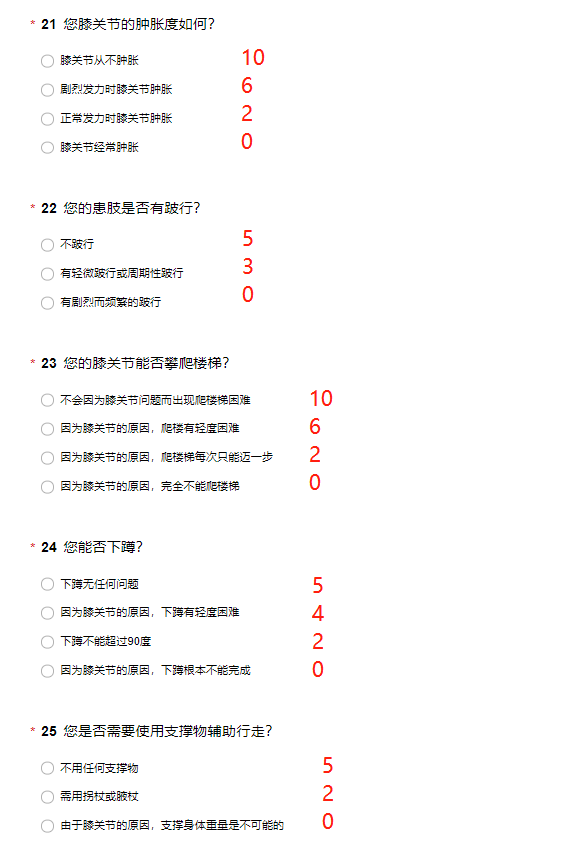 * 21 您膝关节的肿胀度如何?
膝关节从不肿胀 10
剧烈发力时膝关节肿胀 6
正常发力时膝关节肿胀 2
膝关节经常肿胀 0
* 22 您的患肢是否有跛行?
不跛行 5
有轻微跛行或周期性跛行 3
有剧烈而频繁的跛行 0
* 23 您的膝关节能否攀爬楼梯?
不会因为膝关节问题而出现爬楼梯困难 10
因为膝关节的原因，爬楼有轻度困难 6
因为膝关节的原因，爬楼梯每次只能迈一步 2
因为膝关节的原因，完全不能爬楼梯 0
* 24 您能否下蹲?
下蹲无任何问题 5
因为膝关节的原因，下蹲有轻度困难 4
下蹲不能超过90度 2
因为膝关节的原因，下蹲根本不能完成 0
* 25 您是否需要使用支撑物辅助行走?
不用任何支撑物 5
需用拐杖或腋杖 2
由于膝关节的原因，支撑身体重量是不可能的 0